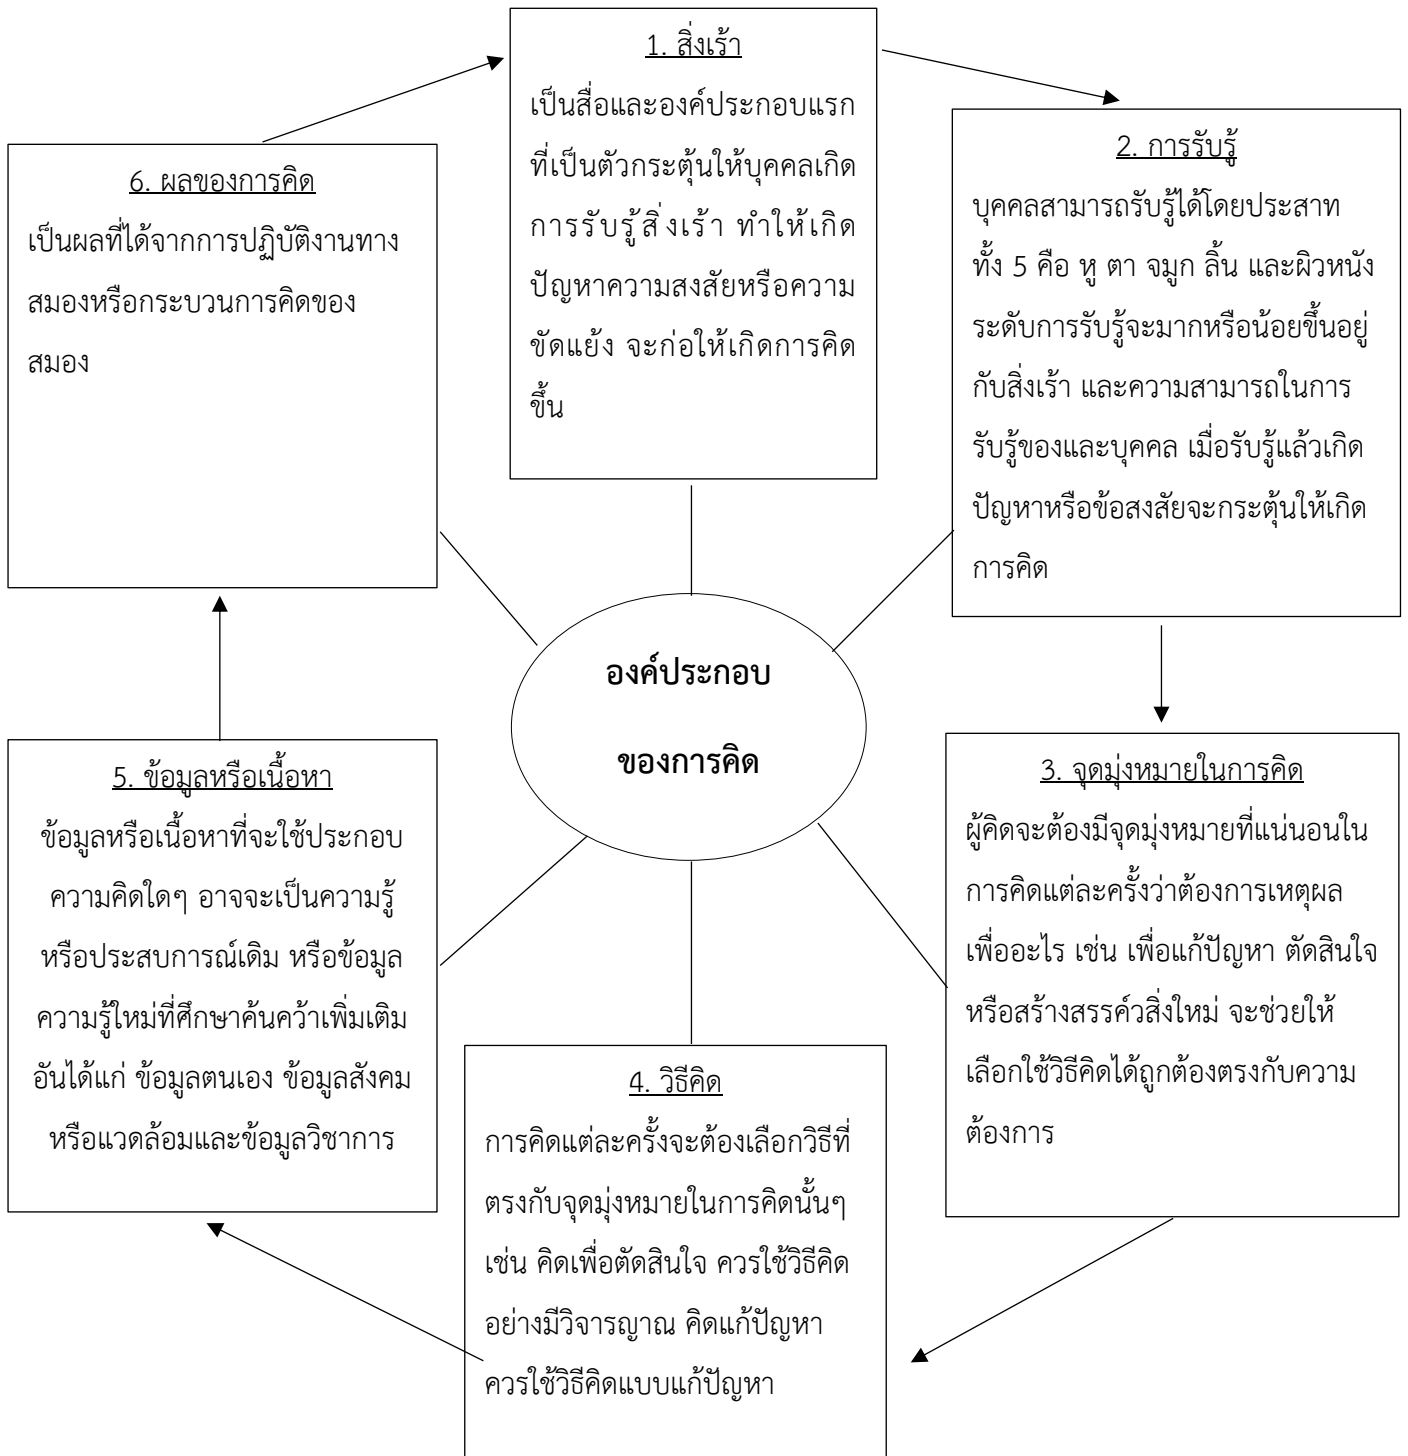 1. สิ่งเร้า
เป็นสื่อและองค์ประกอบแรก
ที่เป็นตัวกระตุ้นให้บุคคลเกิด
การรับรู้สิ่งเร้า ทำให้เกิด
ปัญหาความสงสัยหรือความ
ขัดแย้ง จะก่อให้เกิดการคิด
ขึ้น
2. การรับรู้
บุคคลสามารถรับรู้ได้โดยประสาท
ทั้ง 5 คือ หู ตา จมูก ลิ้น และผิวหนัง
ระดับการรับรู้จะมากหรือน้อยขึ้นอยู่
กับสิ่งเร้า และความสามารถในการ
รับรู้ของและบุคคล เมื่อรับรู้แล้วเกิด
ปัญหาหรือข้อสงสัยจะกระตุ้นให้เกิด
การคิด
3. จุดมุ่งหมายในการคิด
ผู้คิดจะต้องมีจุดมุ่งหมายที่แน่นอนใน
การคิดแต่ละครั้งว่าต้องการเหตุผล
เพื่ออะไร เช่น เพื่อแก้ปัญหา ตัดสินใจ
หรือสร้างสรรค์วสิ่งใหม่ จะช่วยให้
เลือกใช้วิธีคิดได้ถูกต้องตรงกับความ
ต้องการ
4. วิธีคิด
การคิดแต่ละครั้งจะต้องเลือกวิธีที่
ตรงกับจุดมุ่งหมายในการคิดนั้นๆ
เช่น คิดเพื่อตัดสินใจ ควรใช้วิธีคิด
อย่างมีวิจารญาณ คิดแก้ปัญหา
ควรใช้วิธีคิดแบบแก้ปัญหา
5. ข้อมูลหรือเนื้อหา
ข้อมูลหรือเนื้อหาที่จะใช้ประกอบ
ความคิดใดๆ อาจจะเป็นความรู้
หรือประสบการณ์เดิม หรือข้อมูล
ความรู้ใหม่ที่ศึกษาค้นคว้าเพิ่มเติม
อันได้แก่ ข้อมูลตนเอง ข้อมูลสังคม
หรือแวดล้อมและข้อมูลวิชาการ
6. ผลของการคิด
เป็นผลที่ได้จากการปฏิบัติงานทาง
สมองหรือกระบวนการคิดของ
สมอง
องค์ประกอบ
ของการคิด